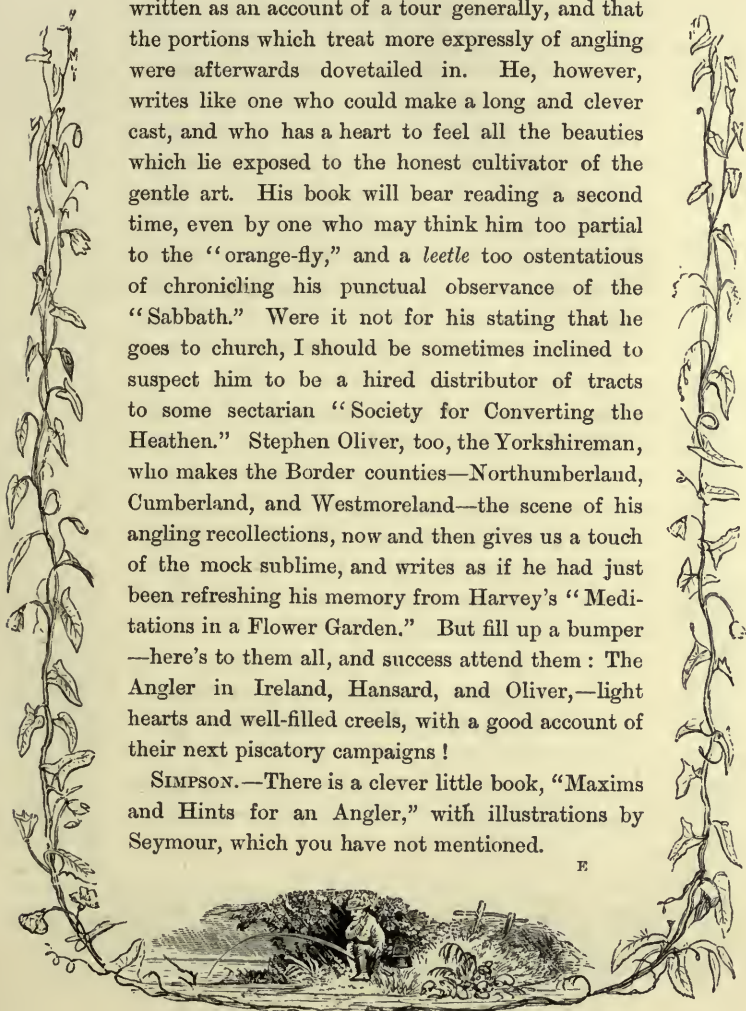 written as an account of a tour generally, and that
the portions which treat more expressly of angling
were afterwards dovetailed in. He, however,
writes like one who could make a long and clever
cast, and who has a heart to feel all the beauties
which lie exposed to the honest cultivator of the
gentle art. His book will bear reading a second
time, even by one who may think him too partial
to the “orange-fly,” and a leetle too ostentatious
of chronicling his punctual observance of the
“Sabbath.” Were it not for his stating that he
goes to church, I should be sometimes inclined to
suspect him to be a hired distributor of tracts
to some sectarian “Society for Converting the
Heathen.” Stephen Oliver, too, the Yorkshireman,
who makes the Border counties—Northumberland,
Cumberland, and Westmoreland—the scene of his
angling recollections, now and then gives us a touch
of the mock sublime, and writes as if he had just
been refreshing his memory from Harvey's “Medi-
tations in a Flower Garden.” But fill up a bumper
—here's to them all, and success attend them: The
Angler in Ireland, Hansard, and Oliver,—light
hearts and well-filled creels, with a good account of
their next piscatory campaigns!
SIMPSON.—There is a clever little book, “Maxims
and Hints for an Angler,” with illustrations by
Seymour, which you have not mentioned.
E